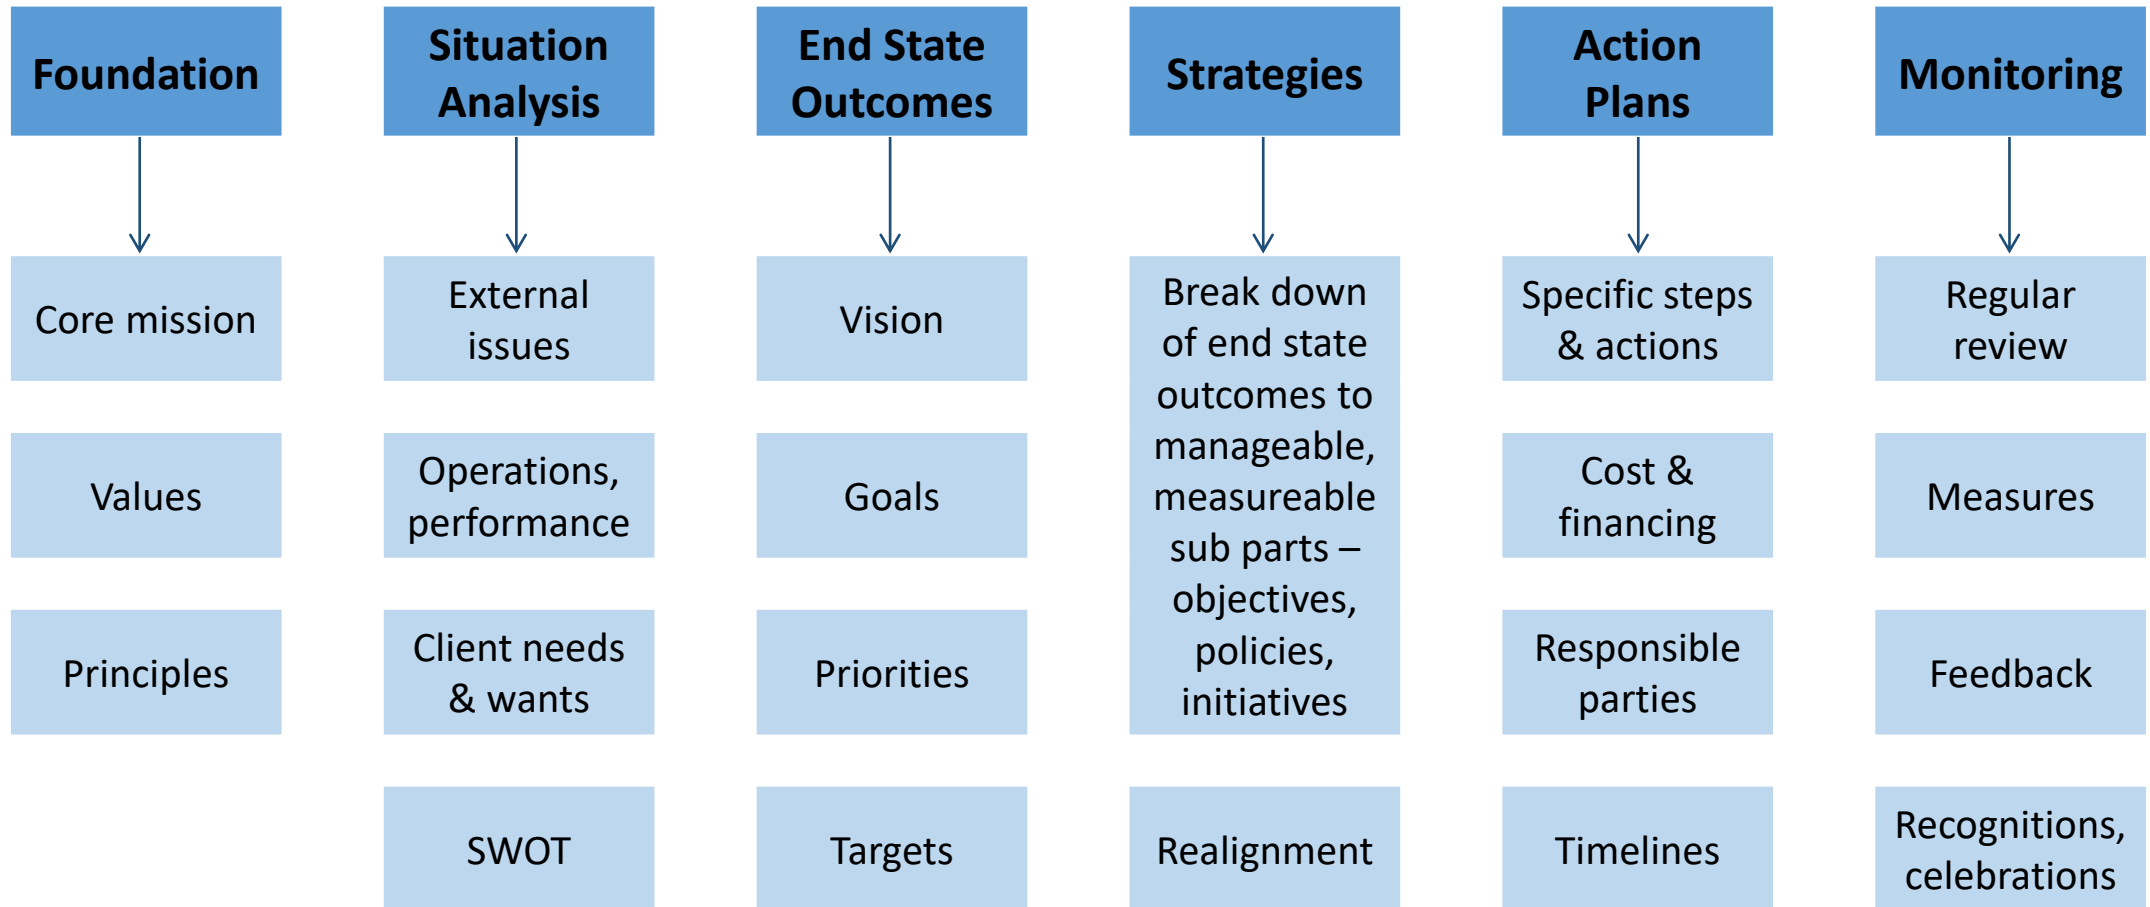 Foundation
Core mission
Values
Principles
Situation
Analysis
External
issues
Operations,
performance
Client needs
& wants
SWOT
End State
Outcomes
Vision
Goals
Priorities
Targets
Strategies
Break down
of end state
outcomes to
manageable,
measureable
sub parts –
objectives,
policies,
initiatives
Realignment
Action
Plans
Specific steps
& actions
Cost &
financing
Responsible
parties
Timelines
Monitoring
Regular
review
Measures
Feedback
Recognitions,
celebrations